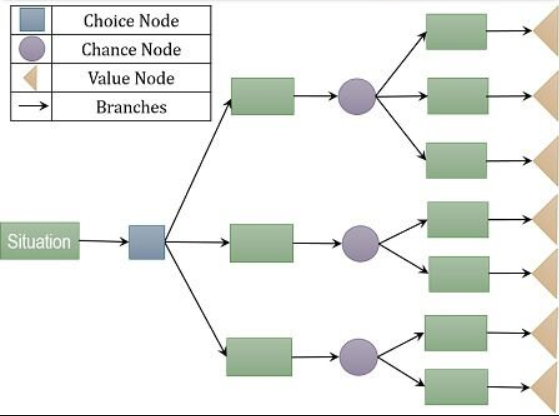 Choice Node
Chance Node
Value Node
Branches
Situation